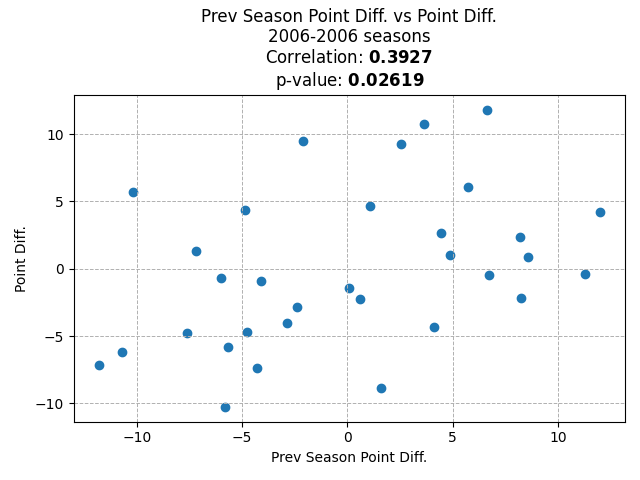 Prev Season Point Diff. vs Point Diff.
2006-2006 seasons
Correlation: 0.3927
p-value: 0.02619
10
5
0
−5
−10
Point Diff.
−10
−5
0
5
10
Prev Season Point Diff.